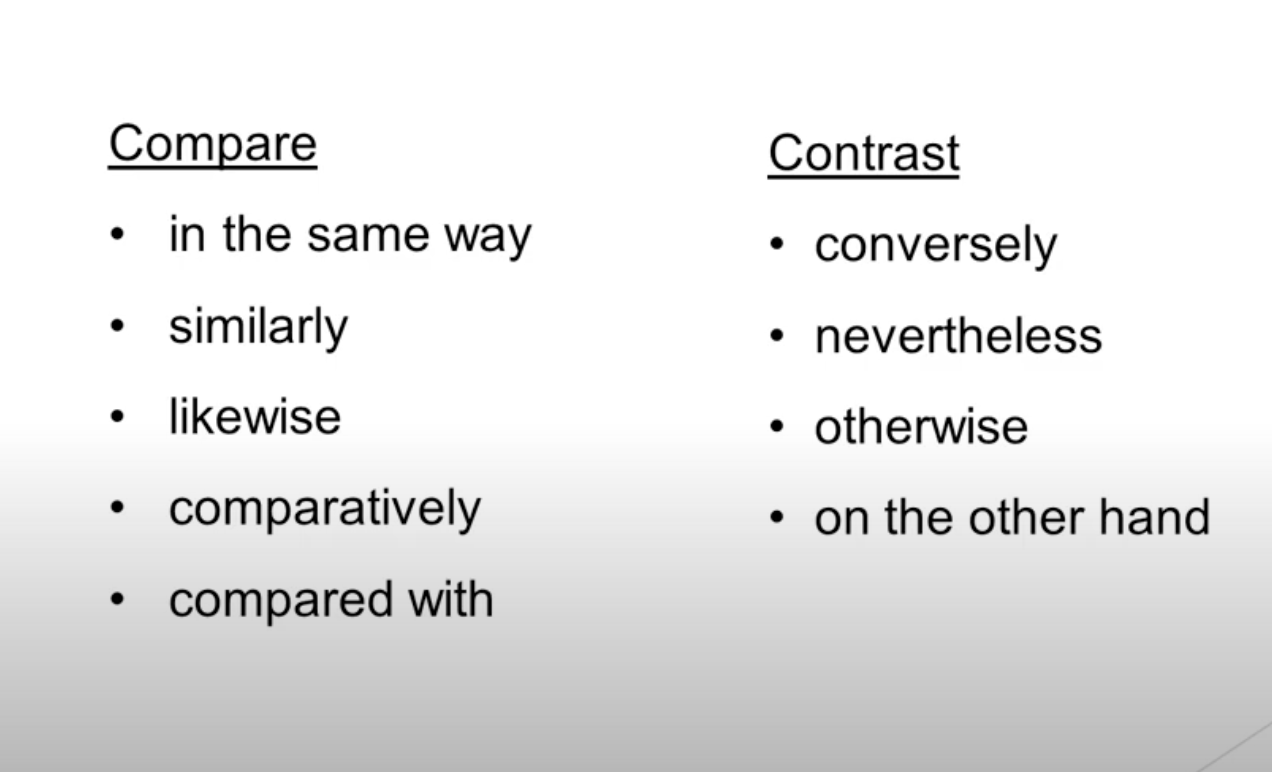 Compare
• in the same way
• similarly
• likewise
• comparatively
• compared with
Contrast
• conversely
• nevertheless
• otherwise
• on the other hand